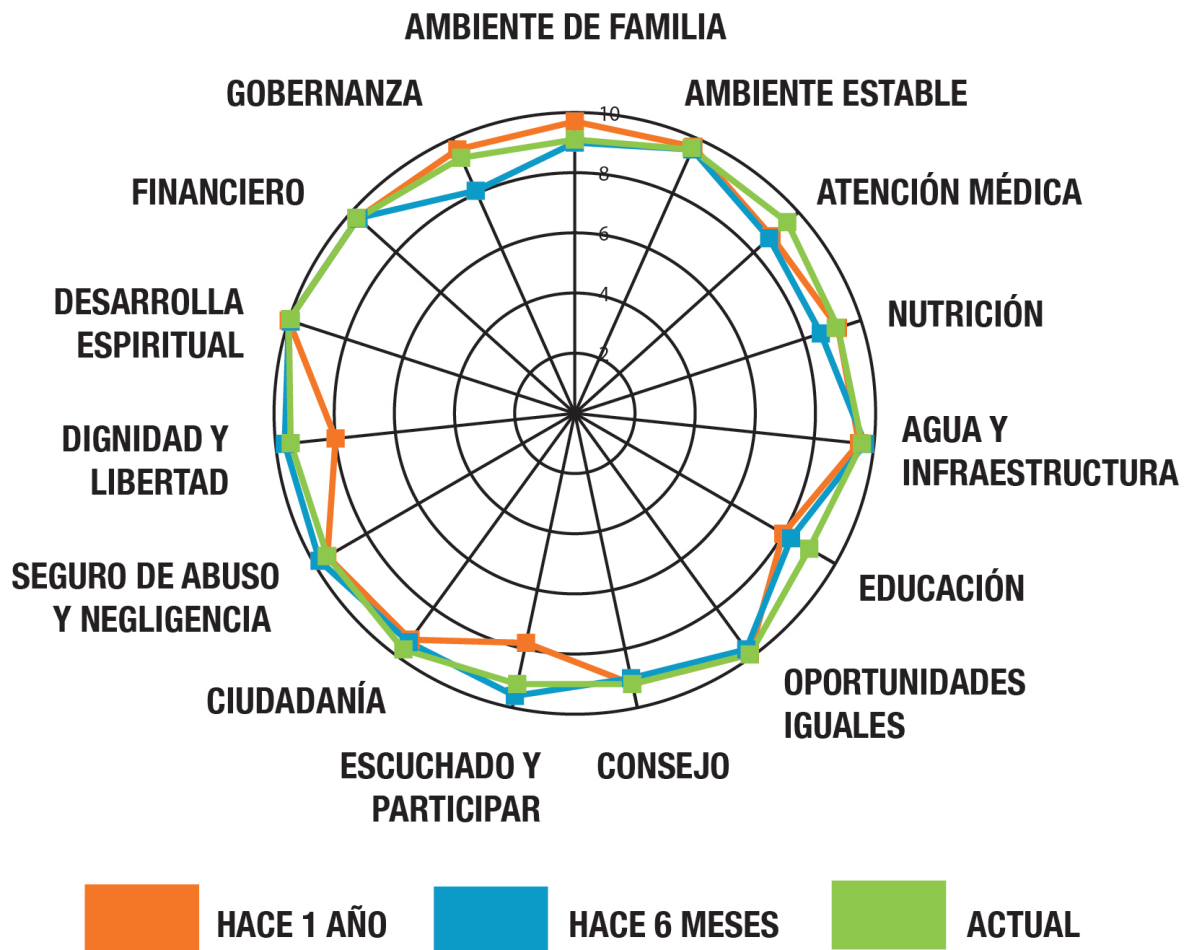 AMBIENTE DE FAMILIA
GOBERNANZA
AMBIENTE ESTABLE
10
FINANCIERO
8
ATENCIÓN MÉDICA
6
DESARROLLA
ESPIRITUAL
4
NUTRICIÓN
2
DIGNIDAD Y
LIBERTAD
AGUA Y
INFRAESTRUCTURA
SEGURO DE ABUSO
Y NEGLIGENCIA
EDUCACIÓN
CIUDADANÍA
OPORTUNIDADES
IGUALES
ESCUCHADO Y
PARTICIPAR
CONSEJO
HACE 1 AÑO
HACE 6 MESES
ACTUAL